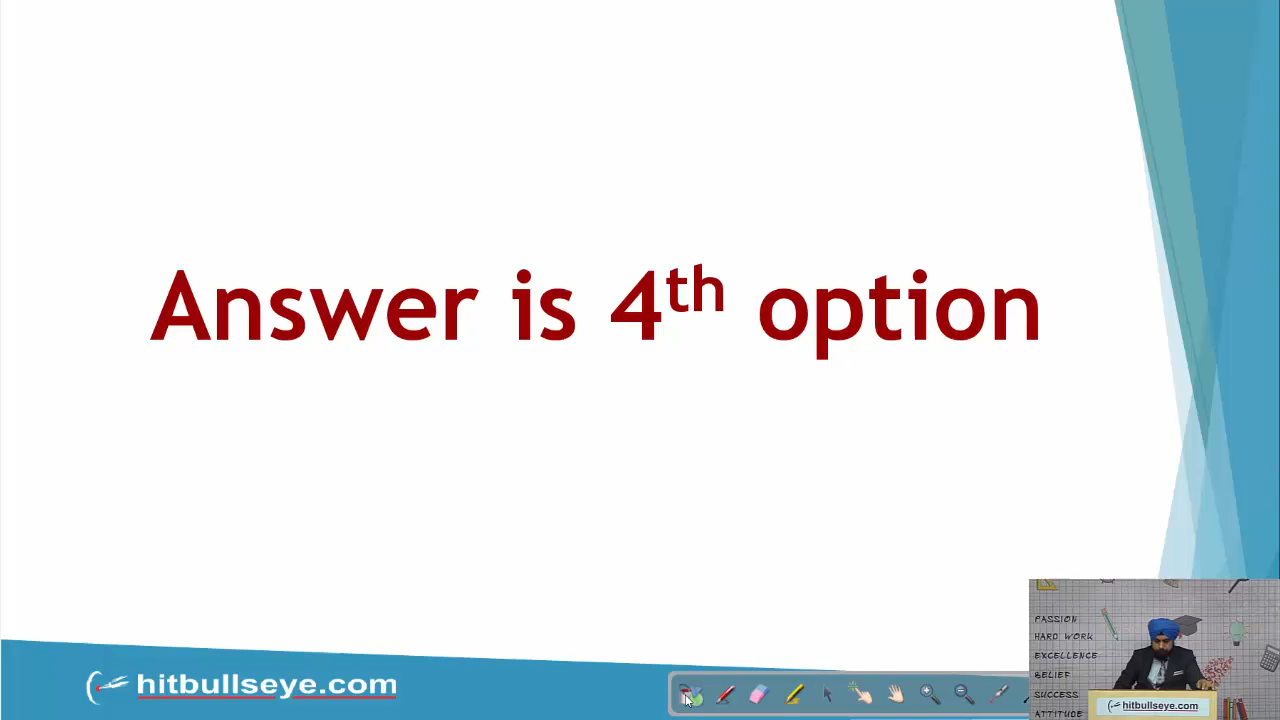 Answer is 4th option
hitbullseye.com
PASSION
HARD WORK
EXCELLENCE
BELIEF
SUCCESS
ATTITUDE
hitbullseye.com